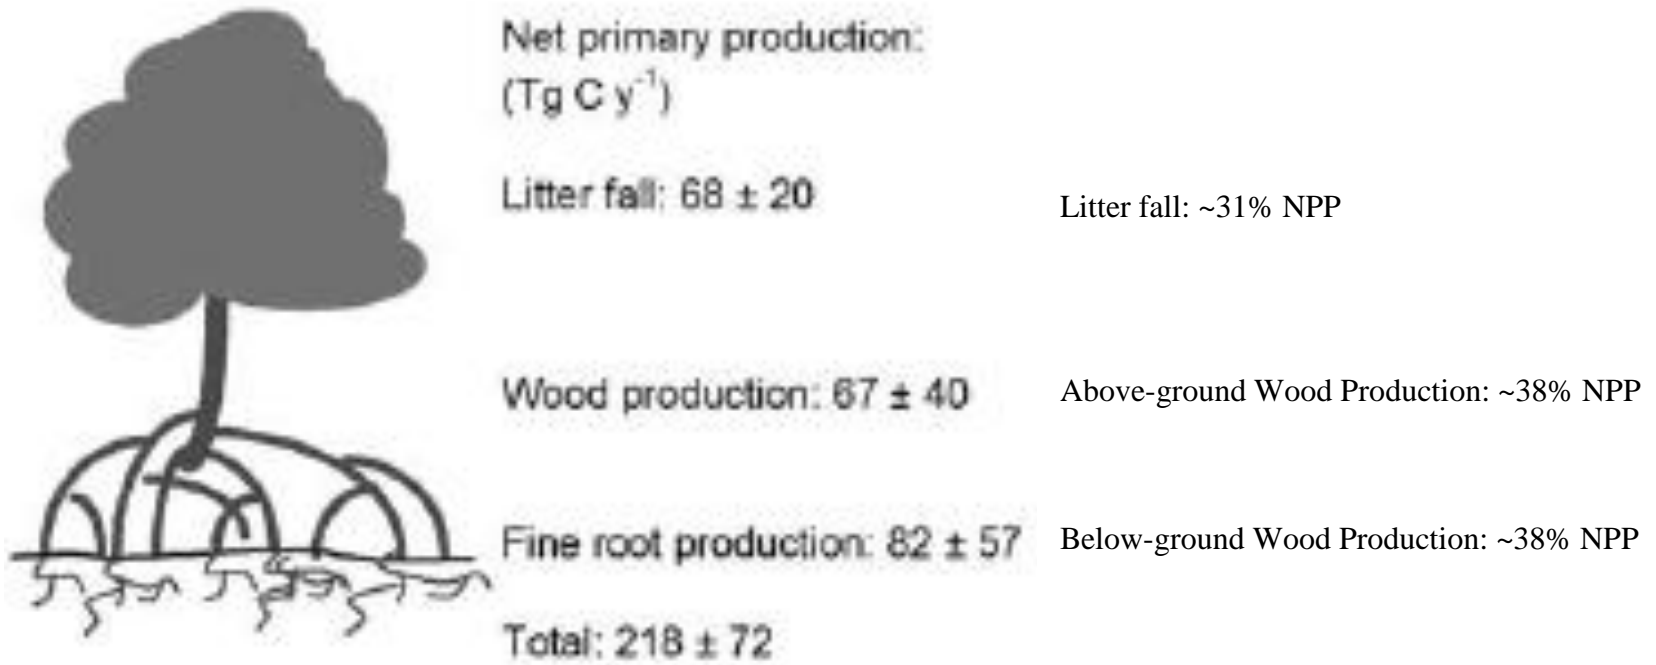 Net primary production:
(Tg C y⁻¹)
Litter fall: 68 ± 20
Litter fall: ~31% NPP
Wood production: 67 ± 40
Above-ground Wood Production: ~38% NPP
Fine root production: 82 ± 57
Below-ground Wood Production: ~38% NPP
Total: 218 ± 72